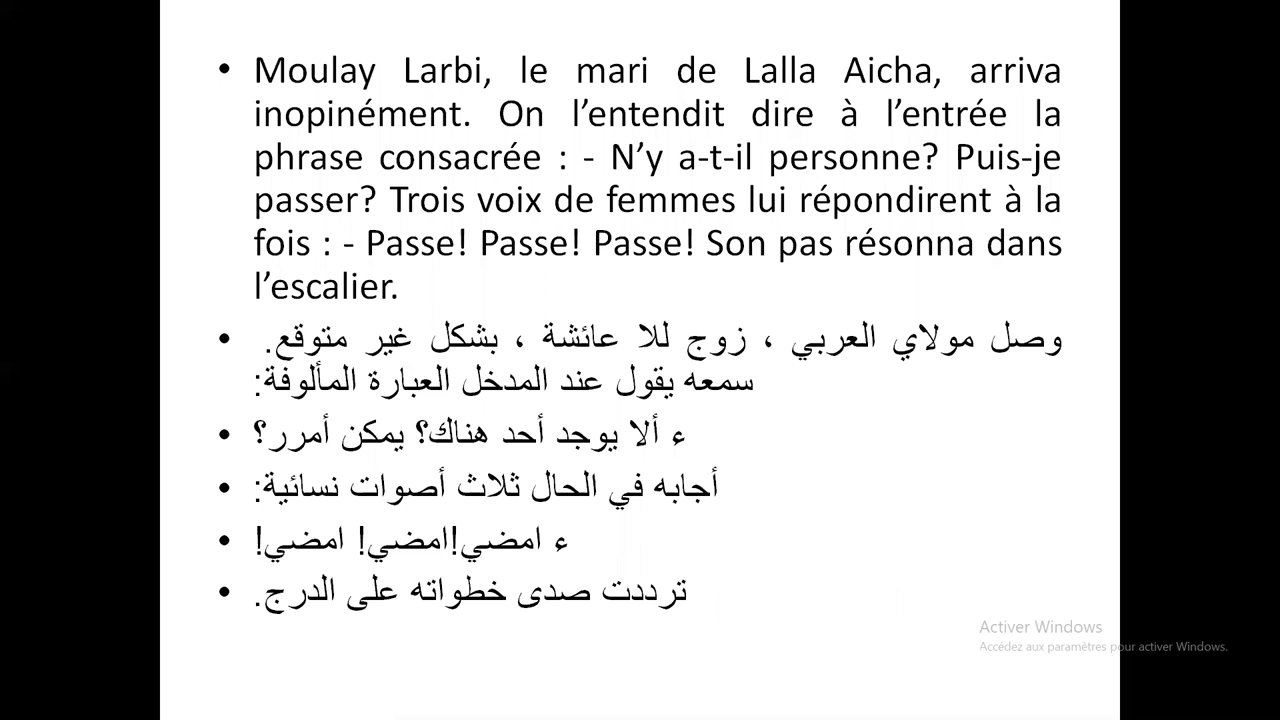 • Moulay Larbi, le mari de Lalla Aicha, arriva
inopinément. On l’entendit dire à l’entrée la
phrase consacrée : - N’y a-t-il personne? Puis-je
passer? Trois voix de femmes lui répondirent à la
fois : - Passe! Passe! Passe! Son pas résonna dans
l’escalier.
• وصل مولاي العربي ، زوج للا عائشة ، بشكل غير متوقع.
سمعه يقول عند المدخل العبارة المألوفة:
• ء ألا يوجد أحد هناك؟ يمكن أمرر؟
• أجابه في الحال ثلاث أصوات نسائية:
• ء امضي!امضي! امضي!
• ترددت صدى خطواته على الدرج.
Activer Windows
Accédez aux paramètres pour activer Windows.